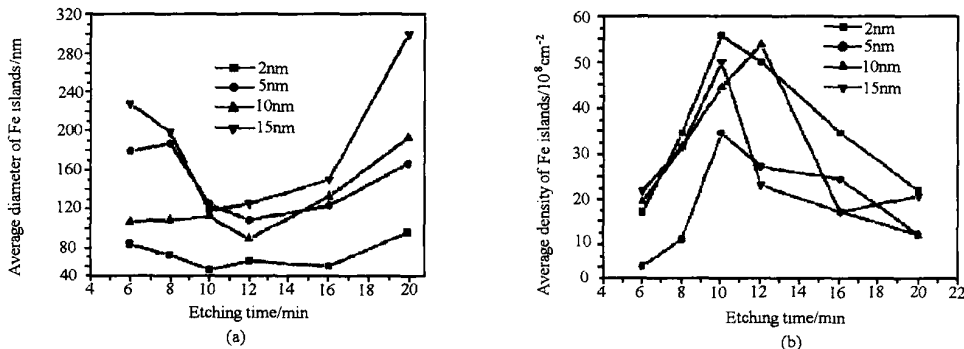 Average diameter of Fe islands/nm
320
280
240
200
160
120
80
40
2nm
5nm
10nm
15nm
4 6 8 10 12 14 16 18 20
Etching time/min
(a)
Average density of Fe islands/10⁸cm⁻²
60
50
40
30
20
10
0
2nm
5nm
10nm
15nm
4 6 8 10 12 14 16 18 20 22
Etching time/min
(b)